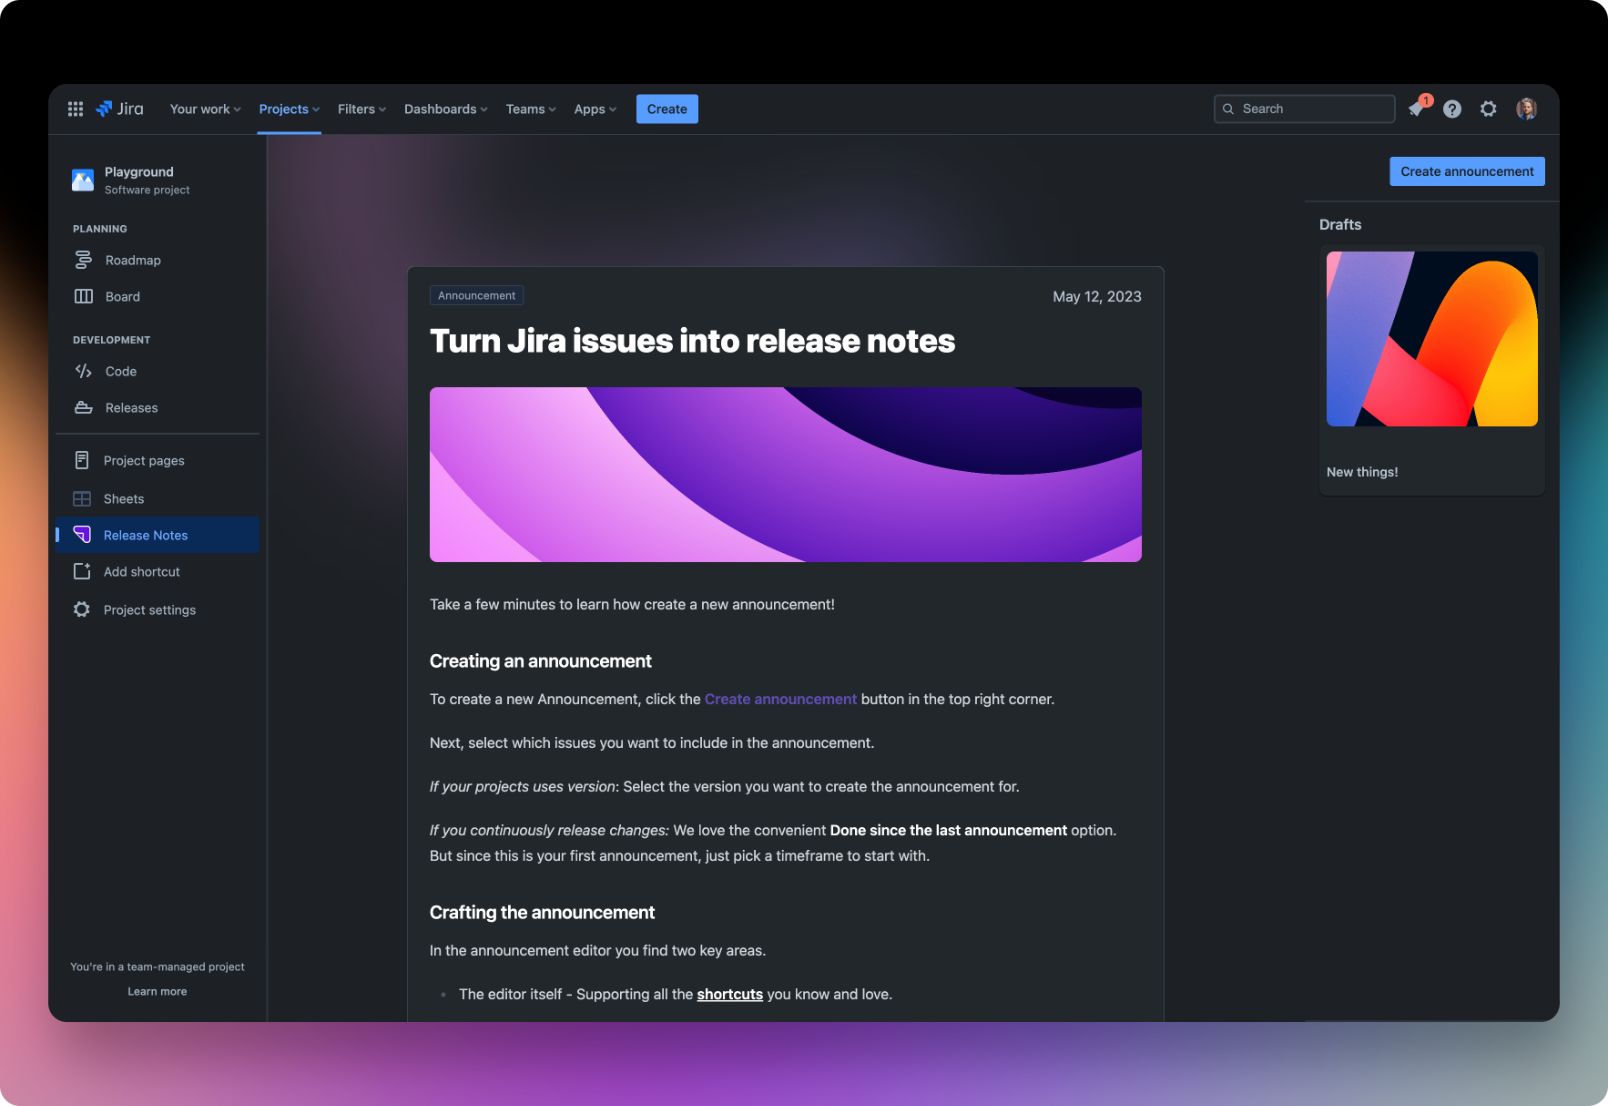 Jira
Your work
Projects
Filters
Dashboards
Teams
Apps
Create
Search
1
Playground
Software project
PLANNING
Roadmap
Board
DEVELOPMENT
Code
Releases
Project pages
Sheets
Release Notes
Add shortcut
Project settings
You're in a team-managed project
Learn more
Announcement
May 12, 2023
Turn Jira issues into release notes
Take a few minutes to learn how create a new announcement!
Creating an announcement
To create a new Announcement, click the Create announcement button in the top right corner.
Next, select which issues you want to include in the announcement.
If your projects uses version: Select the version you want to create the announcement for.
If you continuously release changes: We love the convenient Done since the last announcement option.
But since this is your first announcement, just pick a timeframe to start with.
Crafting the announcement
In the announcement editor you find two key areas.
• The editor itself - Supporting all the shortcuts you know and love.
Create announcement
Drafts
New things!